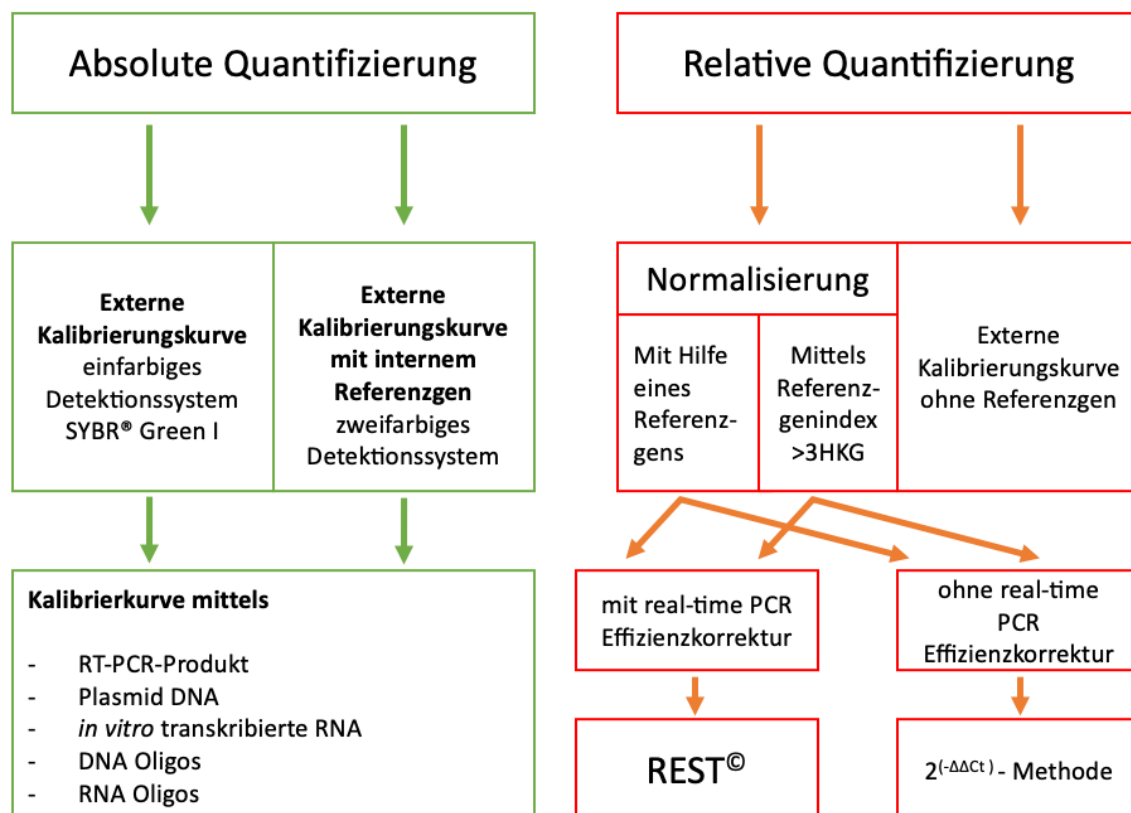 Absolute Quantifizierung
Relative Quantifizierung
Externe
Kalibrierungskurve
einfarbiges
Detektionssystem
SYBR® Green I
Externe
Kalibrierungskurve
mit internem
Referenzgen
zweifarbiges
Detektionssystem
Normalisierung
Mit Hilfe
eines
Referenz-
gens
Mittels
Referenz-
genindex
>3HKG
Externe
Kalibrierungskurve
ohne Referenzgen
Kalibrierkurve mittels
- RT-PCR-Produkt
- Plasmid DNA
- in vitro transkribierte RNA
- DNA Oligos
- RNA Oligos
mit real-time PCR
Effizienzkorrektur
ohne real-time
PCR
Effizienzkorrektur
REST©
2(-ΔΔCt) - Methode